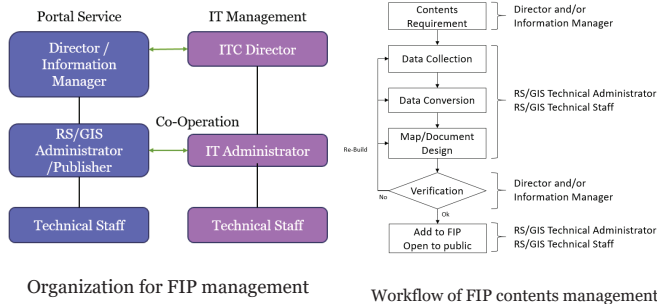 Portal Service
IT Management
Director /
Information
Manager
ITC Director
Co-Operation
RS/GIS
Administrator
/Publisher
IT Administrator
Technical Staff
Technical Staff
Organization for FIP management
Contents
Requirement
Director and/or
Information Manager
Data Collection
Data Conversion
RS/GIS Technical Administrator
RS/GIS Technical Staff
Map/Document
Design
Re-Build
Verification
No
Ok
Director and/or
Information Manager
Add to FIP
Open to public
RS/GIS Technical Administrator
RS/GIS Technical Staff
Workflow of FIP contents management